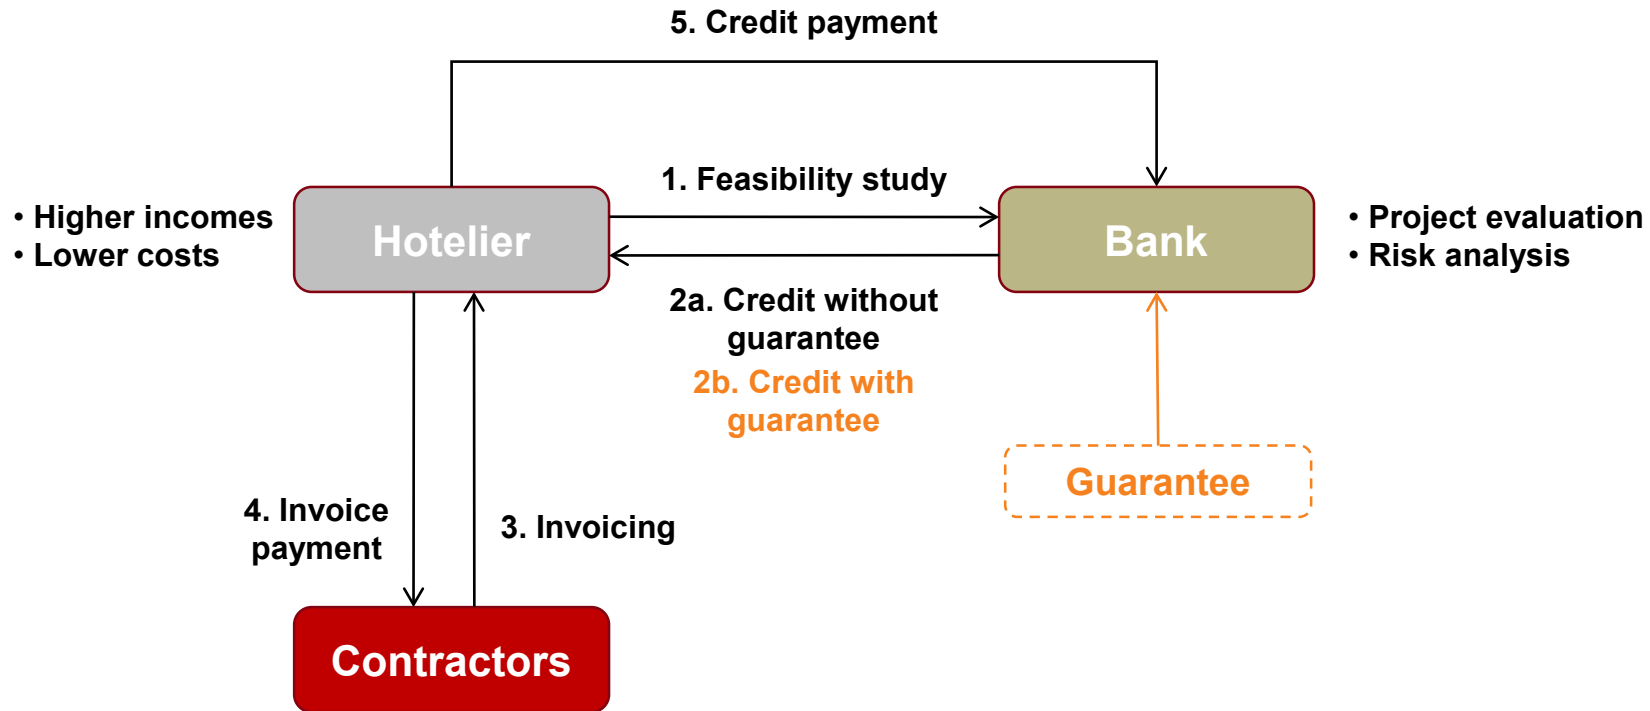 5. Credit payment
1. Feasibility study
• Higher incomes
• Lower costs
Hotelier
Bank
• Project evaluation
• Risk analysis
2a. Credit without
guarantee
2b. Credit with
guarantee
Guarantee
4. Invoice
payment
3. Invoicing
Contractors